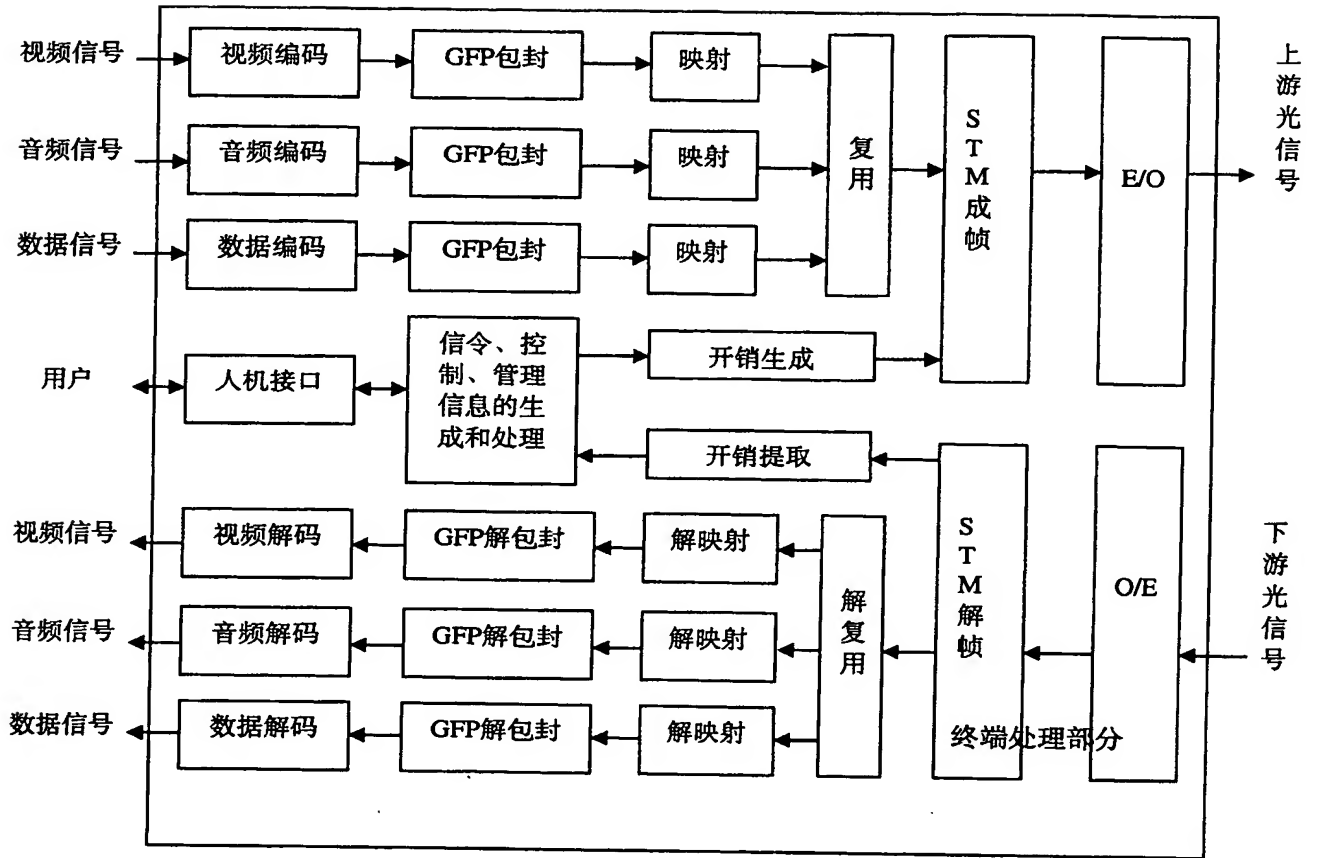 视频信号
视频编码
GFP包封
映射
音频信号
音频编码
GFP包封
映射
数据信号
数据编码
GFP包封
映射
复用
STM成帧
E/O
上游光信号
用户
人机接口
信令、控
制、管理
信息的生
成和处理
开销生成
开销提取
视频信号
视频解码
GFP解包封
解映射
音频信号
音频解码
GFP解包封
解映射
数据信号
数据解码
GFP解包封
解映射
解复用
STM解帧
O/E
下游光信号
终端处理部分